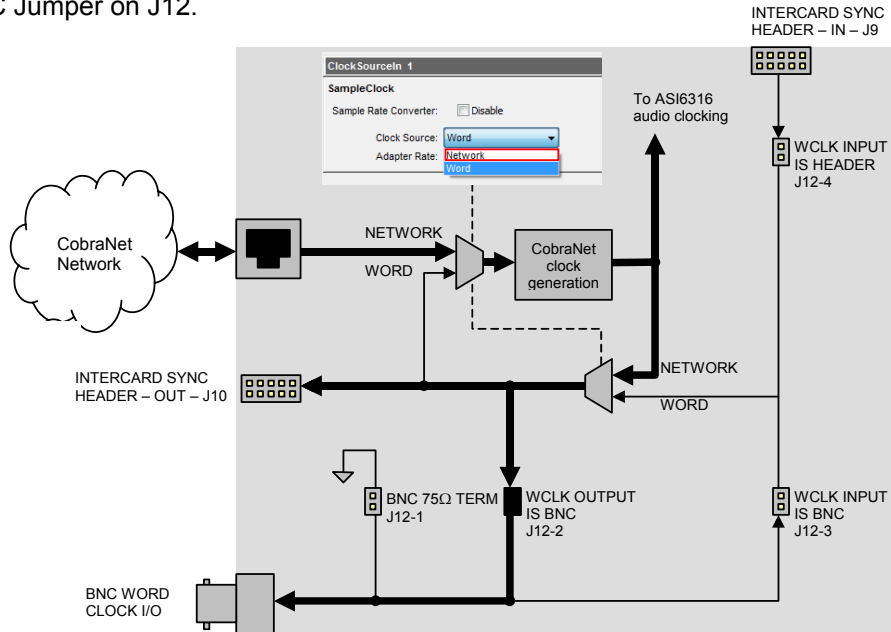 C Jumper on J12.
INTERCARD SYNC
HEADER – IN – J9
ClockSourceIn 1
SampleClock
Sample Rate Converter: Disable
Clock Source: Word
Adapter Rate: Network
Word
To ASI6316
audio clocking
WCLK INPUT
IS HEADER
J12-4
CobraNet
Network
NETWORK
WORD
CobraNet
clock
generation
INTERCARD SYNC
HEADER – OUT – J10
NETWORK
WORD
BNC 75Ω TERM
J12-1
WCLK OUTPUT
IS BNC
J12-2
WCLK INPUT
IS BNC
J12-3
BNC WORD
CLOCK I/O